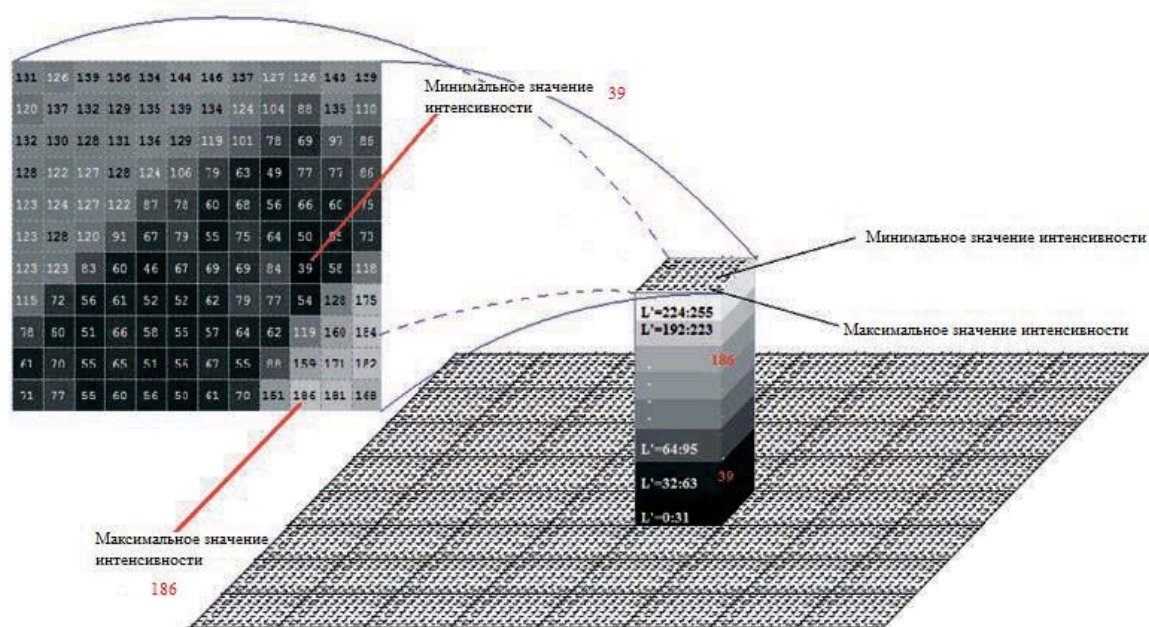 131 126 139 136 134 144 146 137 127 126 143 139
120 137 132 129 135 139 134 124 104 88 135 110
132 130 128 131 136 129 119 101 78 69 97 86
128 122 127 128 124 106 79 63 49 77 77 86
123 124 127 122 87 78 60 68 56 66 60 75
123 128 120 91 67 79 55 75 64 50 73
123 123 83 60 46 67 69 69 84 39 58 118
115 72 56 61 52 52 62 79 77 54 128 175
78 60 51 66 58 55 57 64 62 119 160 184
61 70 55 65 51 56 67 55 88 159 171 182
71 77 55 60 56 50 61 70 151 186 181 168
Минимальное значение
интенсивности
39
Минимальное значение интенсивности
Максимальное значение интенсивности
L'=224:255
L'=192:223
186
L'=64:95
39
L'=32:63
L'=0:31
Максимальное значение
интенсивности
186